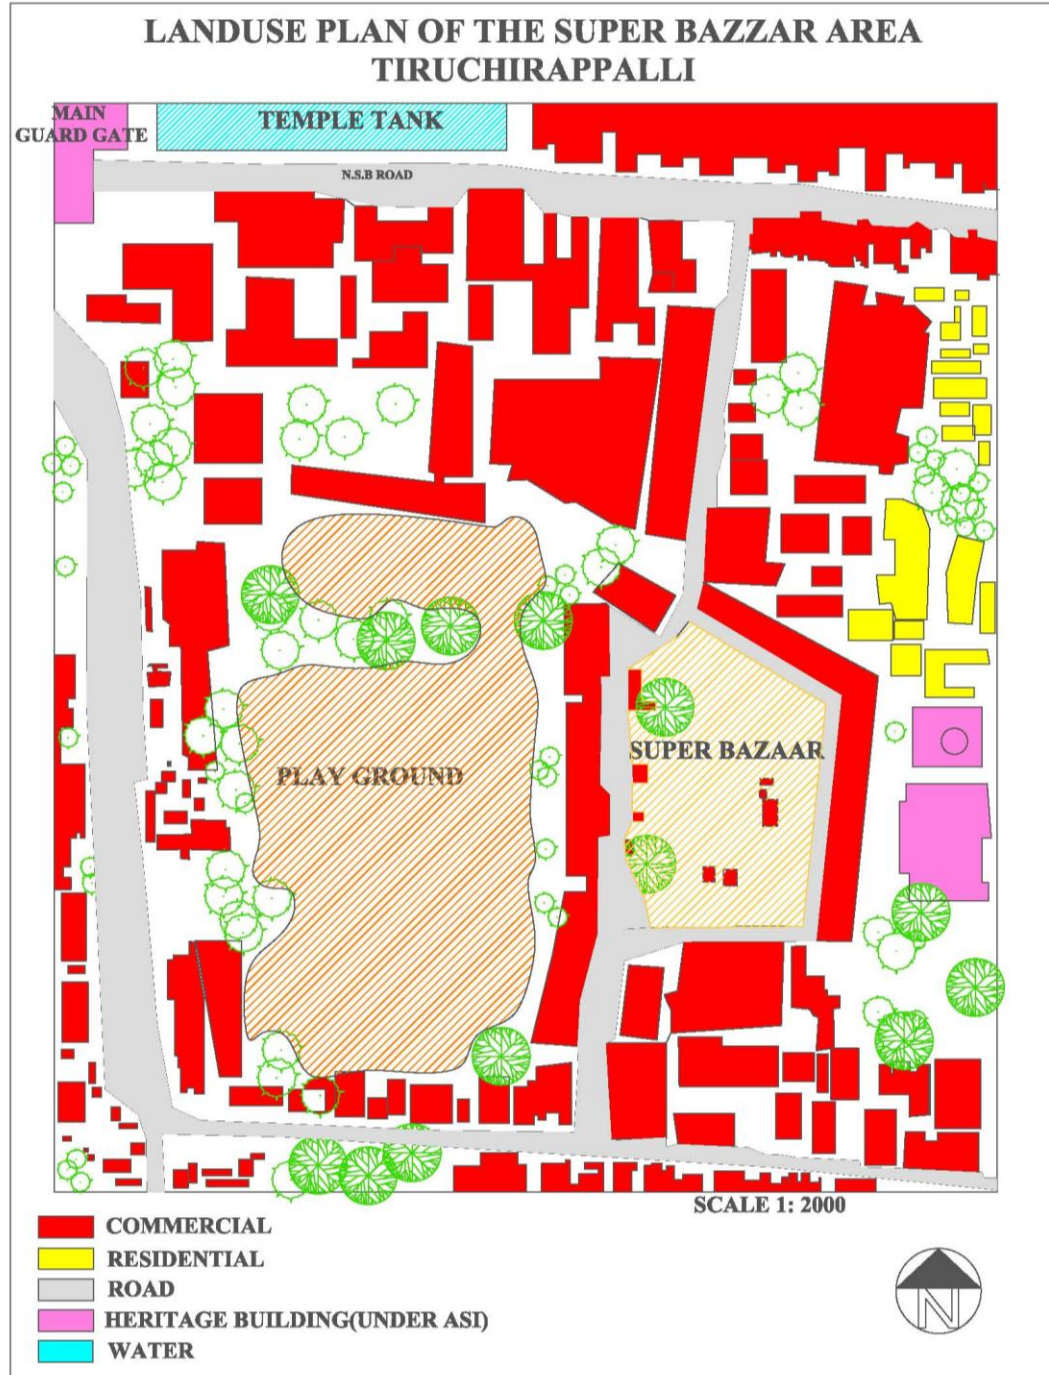 LANDUSE PLAN OF THE SUPER BAZZAR AREA
TIRUCHIRAPPALLI
MAIN
GUARD GATE
TEMPLE TANK
N.S.B ROAD
SUPER BAZAAR
PLAY GROUND
SCALE 1: 2000
COMMERCIAL
RESIDENTIAL
ROAD
HERITAGE BUILDING(UNDER ASI)
WATER
N